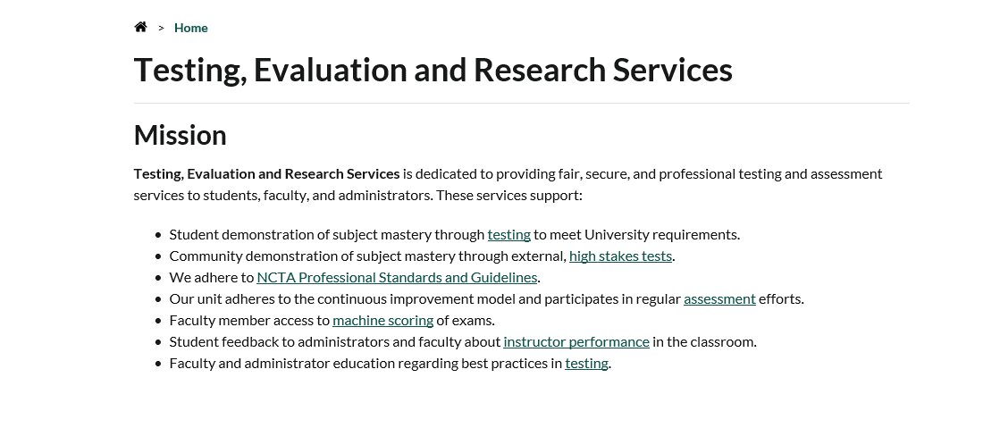 > Home
Testing, Evaluation and Research Services
Mission
Testing, Evaluation and Research Services is dedicated to providing fair, secure, and professional testing and assessment
services to students, faculty, and administrators. These services support:
• Student demonstration of subject mastery through testing to meet University requirements.
• Community demonstration of subject mastery through external, high stakes tests.
• We adhere to NCTA Professional Standards and Guidelines.
• Our unit adheres to the continuous improvement model and participates in regular assessment efforts.
• Faculty member access to machine scoring of exams.
• Student feedback to administrators and faculty about instructor performance in the classroom.
• Faculty and administrator education regarding best practices in testing.